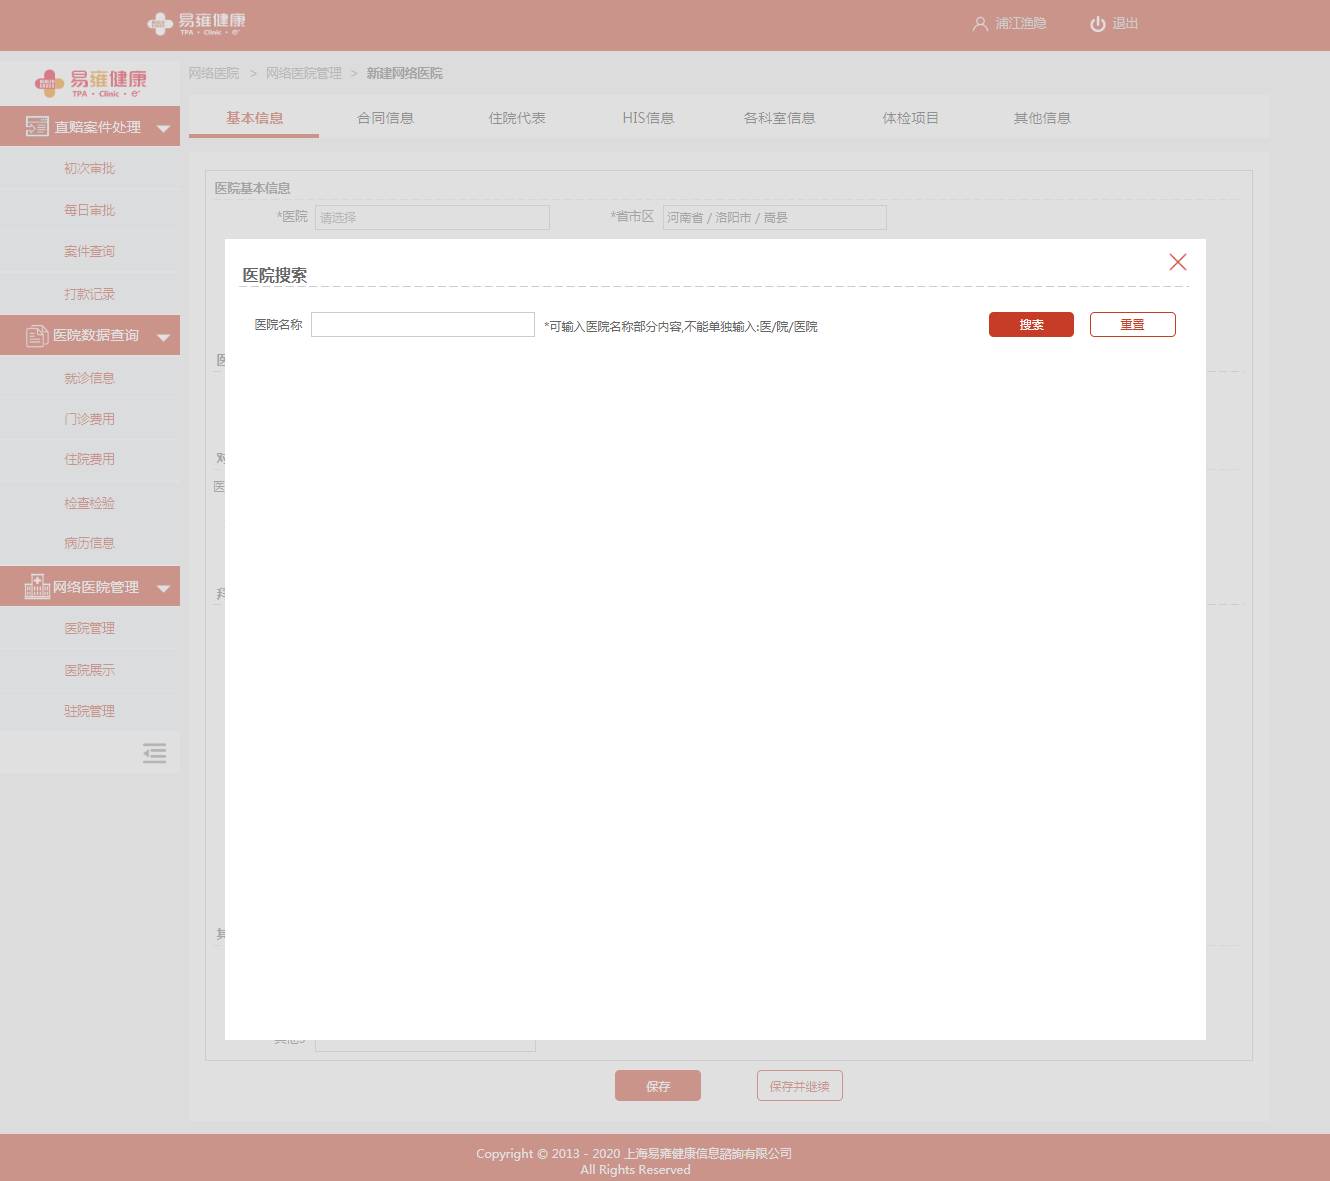 易雍健康
TPA · Clinic · e⁺
浦江渔隐
退出
易雍健康
TPA · Clinic · e⁺
网络医院 > 网络医院管理 > 新建网络医院
直赔案件处理
初次审批
每日审批
案件查询
打款记录
医院数据查询
就诊信息
门诊费用
住院费用
检查检验
病历信息
网络医院管理
医院管理
医院展示
驻院管理
基本信息 合同信息 住院代表 HIS信息 各科室信息 体检项目 其他信息
医院基本信息
*医院 请选择 *省市区 河南省 / 洛阳市 / 嵩县
医院搜索
医院名称 *可输入医院名称部分内容,不能单独输入:医/院/医院 搜索 重置
医
对
医
拜
其
保存 保存并继续
Copyright © 2013 - 2020 上海易雍健康信息諮詢有限公司
All Rights Reserved